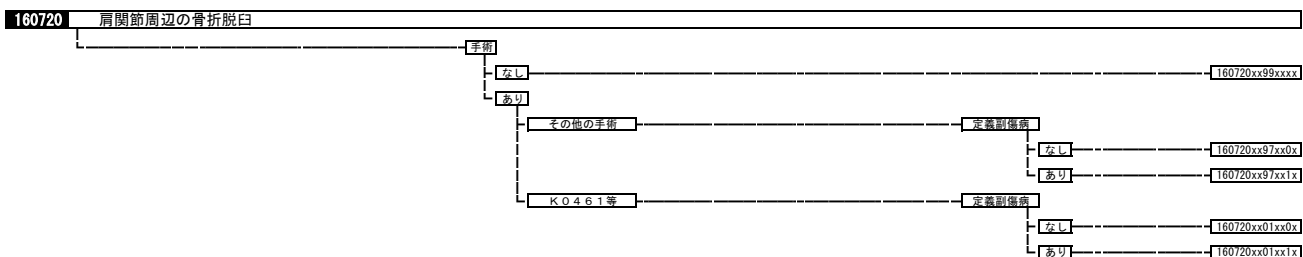 160720 肩関節周辺の骨折脱臼
手術
なし 160720xx99xxxx
あり
その他の手術 定義副傷病
なし 160720xx97xx0x
あり 160720xx97xx1x
K0461等 定義副傷病
なし 160720xx01xx0x
あり 160720xx01xx1x